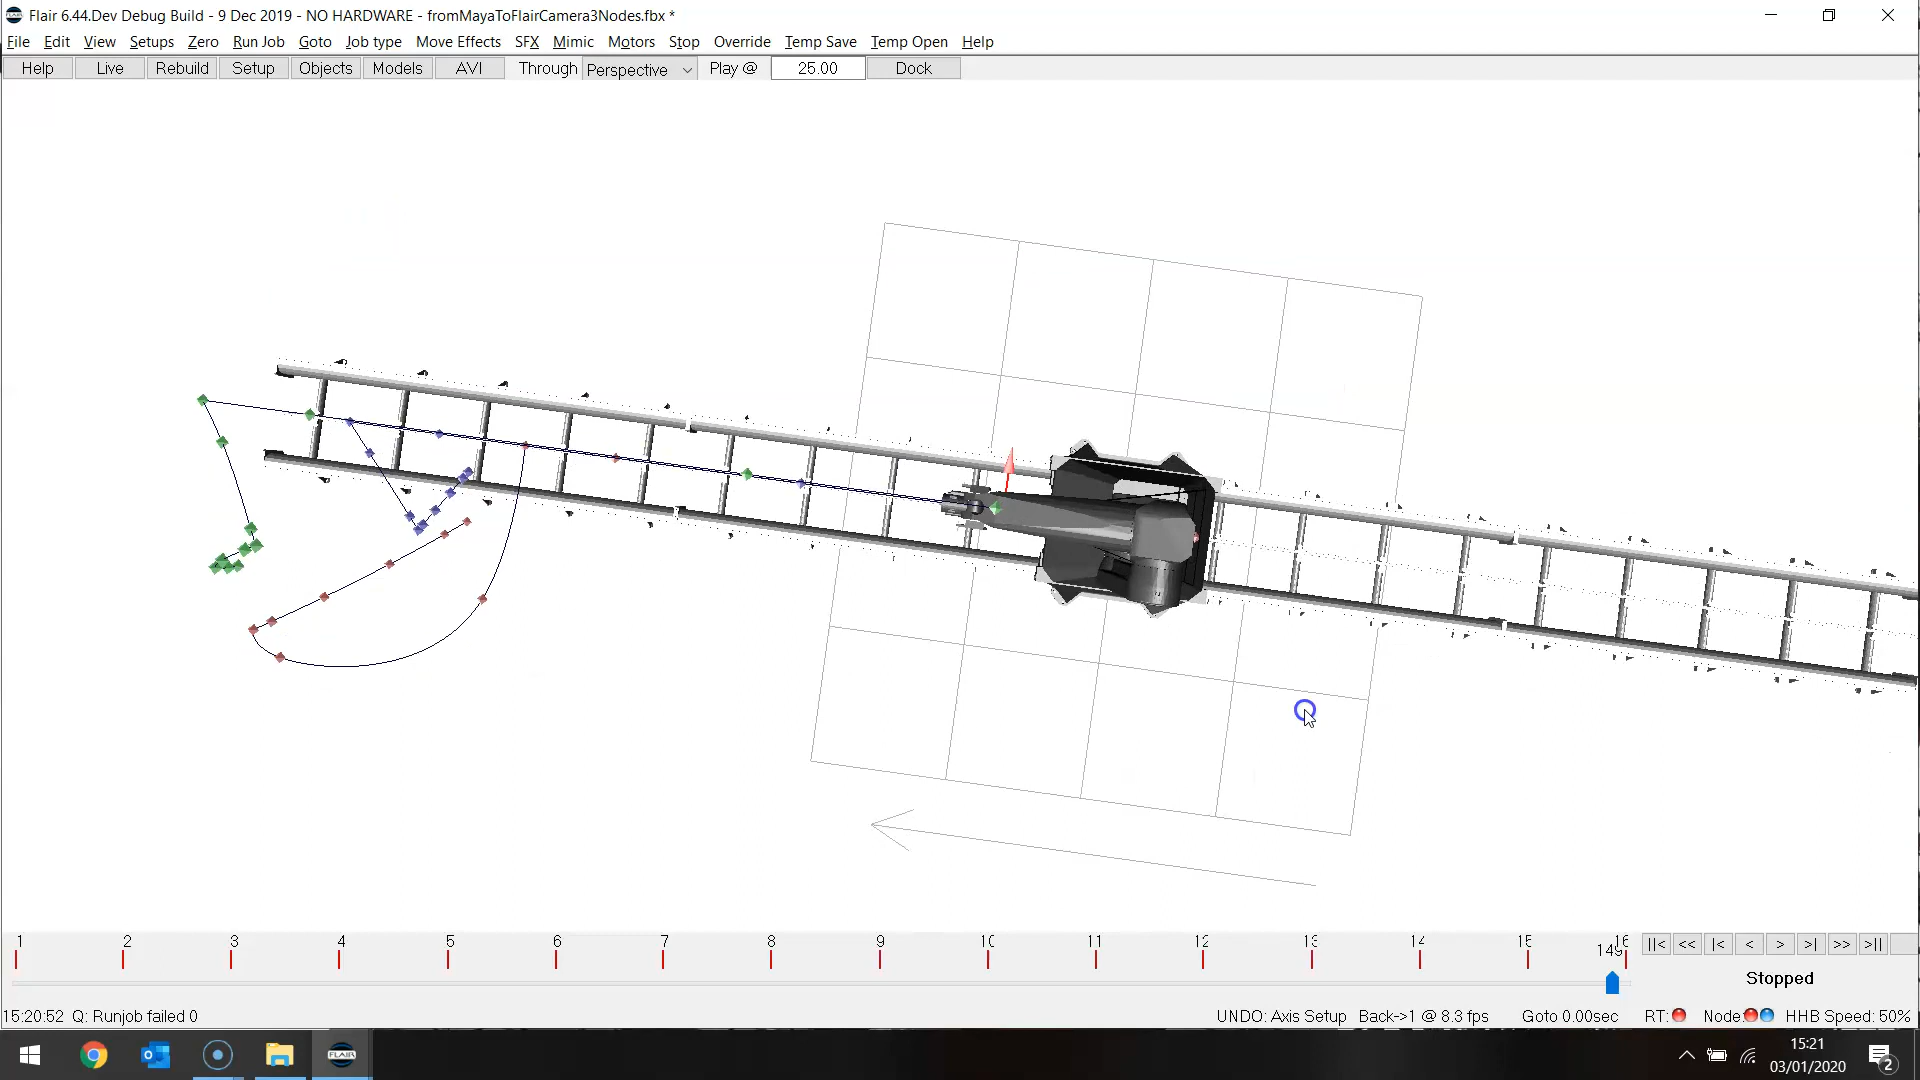 Flair 6.44.Dev Debug Build - 9 Dec 2019 - NO HARDWARE - fromMayaToFlairCamera3Nodes.fbx *
File Edit View Setups Zero Run Job Goto Job type Move Effects SFX Mimic Motors Stop Override Temp Save Temp Open Help
Help Live Rebuild Setup Objects Models AVI Through Perspective Play @ 25.00 Dock
1 2 3 4 5 6 7 8 9 10 11 12 13 14 15 16 ||< << |< < > >| >> >||
149
Stopped
15:20:52 Q: Runjob failed 0 UNDO: Axis Setup Back->1 @ 8.3 fps Goto 0.00sec RT: Node: HHB Speed: 50%
FLAIR
15:21
03/01/2020
2